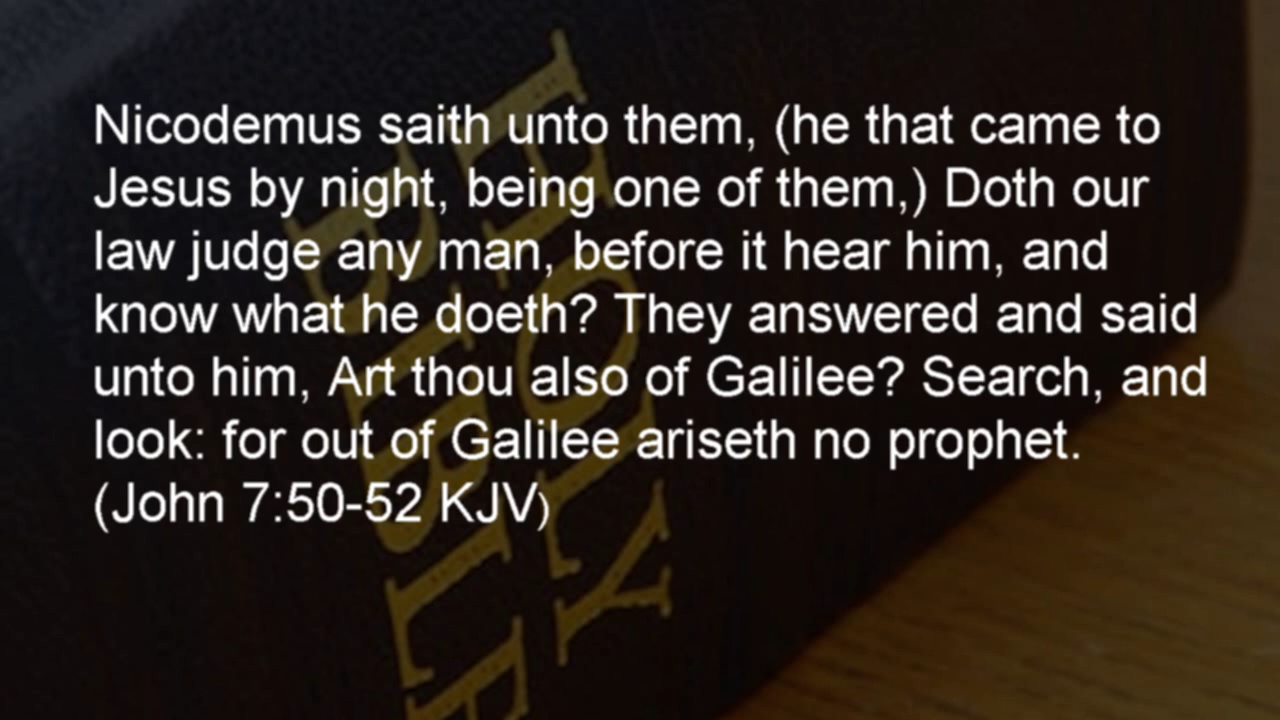 Nicodemus saith unto them, (he that came to
Jesus by night, being one of them,) Doth our
law judge any man, before it hear him, and
know what he doeth? They answered and said
unto him, Art thou also of Galilee? Search, and
look: for out of Galilee ariseth no prophet.
(John 7:50-52 KJV)
HOLY
BIBLE